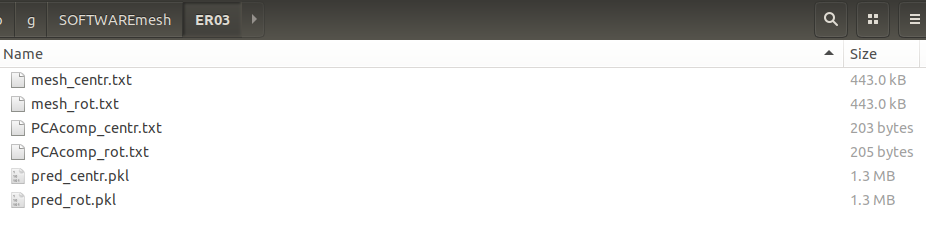 g SOFTWAREmesh ER03
Name Size
mesh_centr.txt 443.0 kB
mesh_rot.txt 443.0 kB
PCAcomp_centr.txt 203 bytes
PCAcomp_rot.txt 205 bytes
pred_centr.pkl 1.3 MB
pred_rot.pkl 1.3 MB